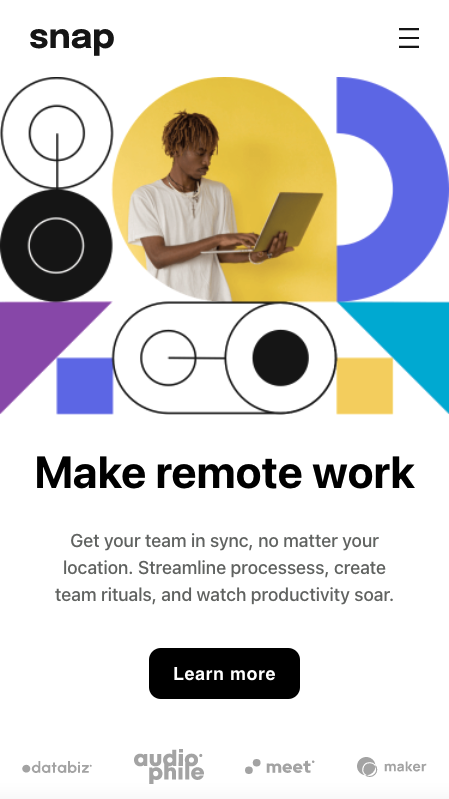 snap
Make remote work
Get your team in sync, no matter your
location. Streamline processess, create
team rituals, and watch productivity soar.
Learn more
databiz
audio
phile
meet
maker